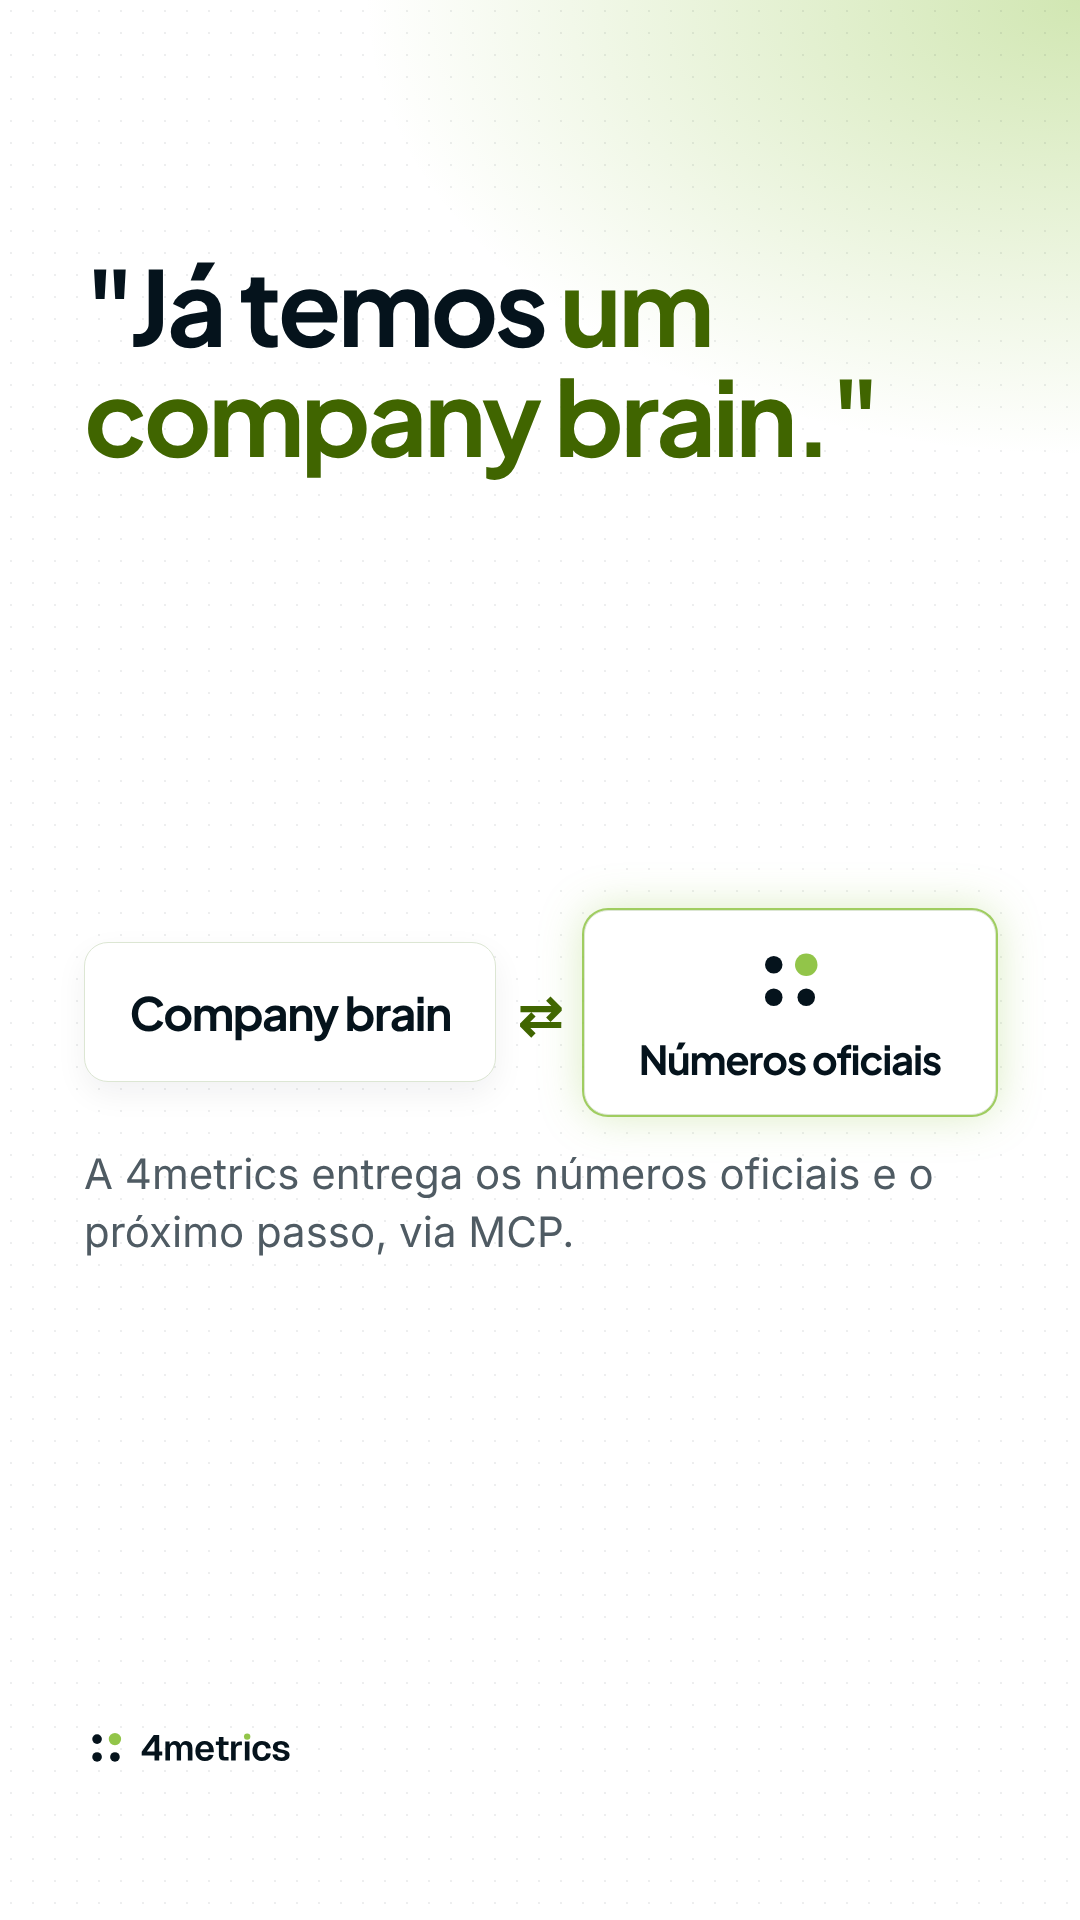 "Já temos um
company brain."
Company brain
⇄
Números oficiais
A 4metrics entrega os números oficiais e o
próximo passo, via MCP.
4metrics